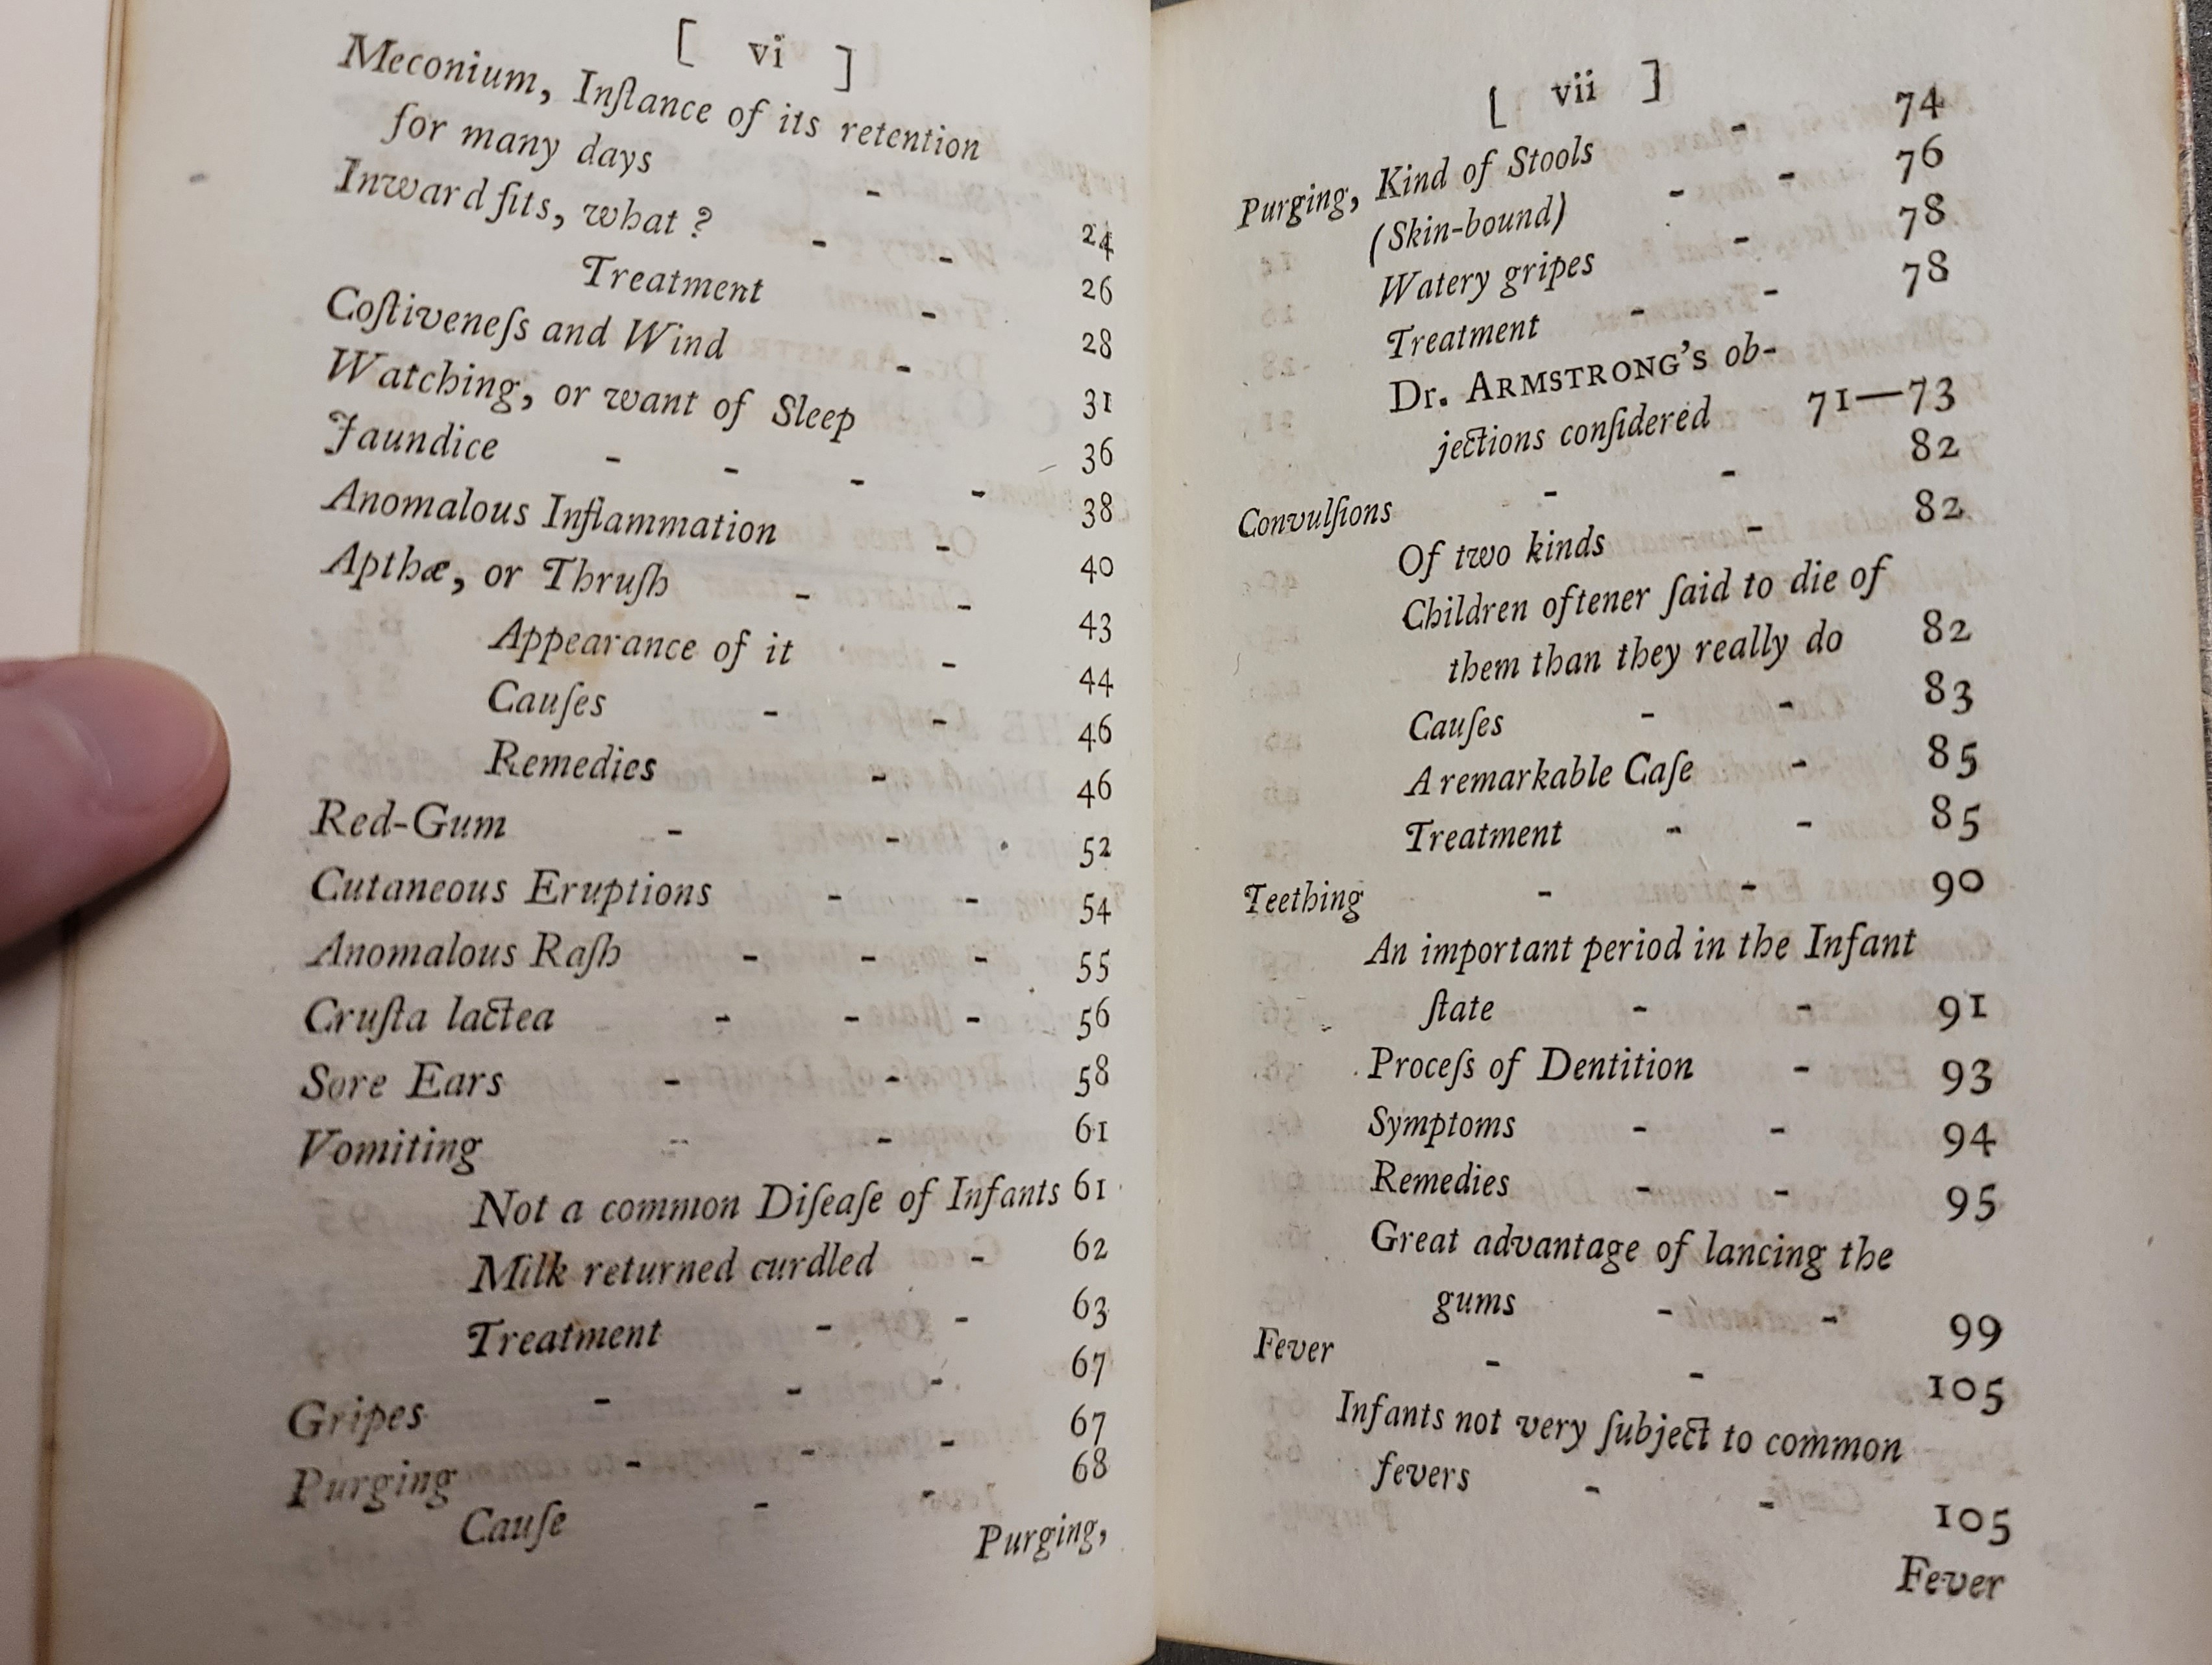 [ vi ]
Meconium, Inſtance of its retention
for many days - 24
Inward fits, what ? - - 26
Treatment - 28
Coſtiveneſs and Wind - 31
Watching, or want of Sleep 36
Jaundice - - - - 38
Anomalous Inflammation - 40
Apthæ, or Thruſh - - 43
Appearance of it - 44
Cauſes - - 46
Remedies - 46
Red-Gum - - 52
Cutaneous Eruptions - - 54
Anomalous Raſh - - - 55
Cruſta lactea - - - 56
Sore Ears - - 58
Vomiting - - 61
Not a common Diſeaſe of Infants 61
Milk returned curdled - 62
Treatment - - 63
Gripes - - - 67
Purging - - - 67
Cauſe - - 68
Purging,
[ vii ]
Purging, Kind of Stools - 74
(Skin-bound) - - 76
Watery gripes - 78
Treatment - - 78
Dr. ARMSTRONG's ob-
jections conſidered 71—73
Convulſions - - 82
Of two kinds - 82
Children oftener ſaid to die of
them than they really do 82
Cauſes - - 83
A remarkable Caſe - 85
Treatment - - 85
Teething - - 90
An important period in the Infant
ſtate - - 91
Proceſs of Dentition - 93
Symptoms - - 94
Remedies - - 95
Great advantage of lancing the
gums - - 99
Fever - - 105
Infants not very ſubject to common
fevers - - 105
Fever